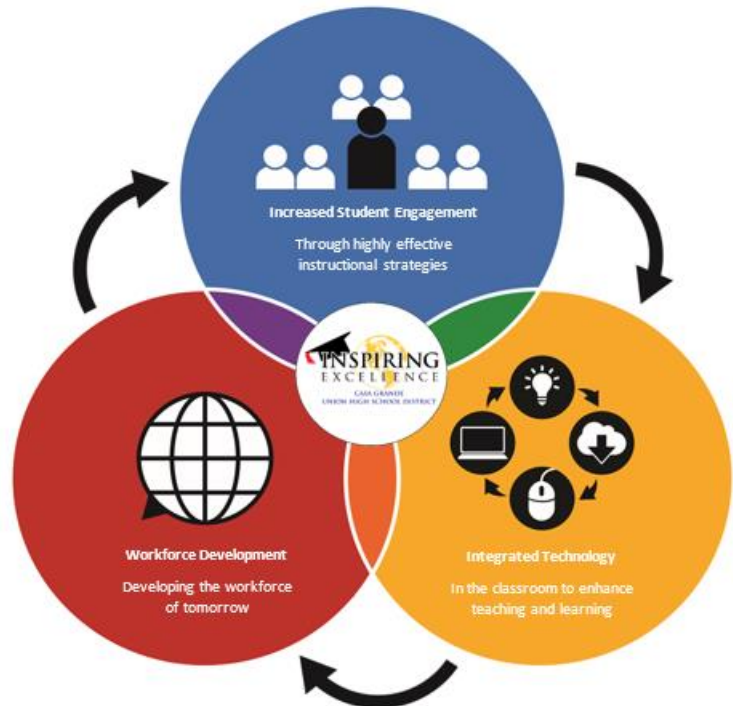 Increased Student Engagement
Through highly effective
instructional strategies
INSPIRING
EXCELLENCE
CASA GRANDE
UNION HIGH SCHOOL DISTRICT
Workforce Development
Developing the workforce
of tomorrow
Integrated Technology
In the classroom to enhance
teaching and learning